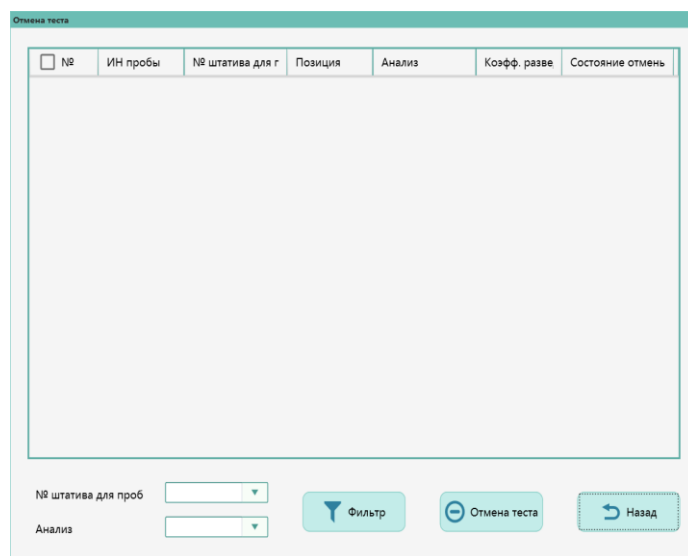 Отмена теста
№ ИН пробы № штатива для г Позиция Анализ Коэфф. разве Состояние отмень
№ штатива для проб
Фильтр Отмена теста Назад
Анализ